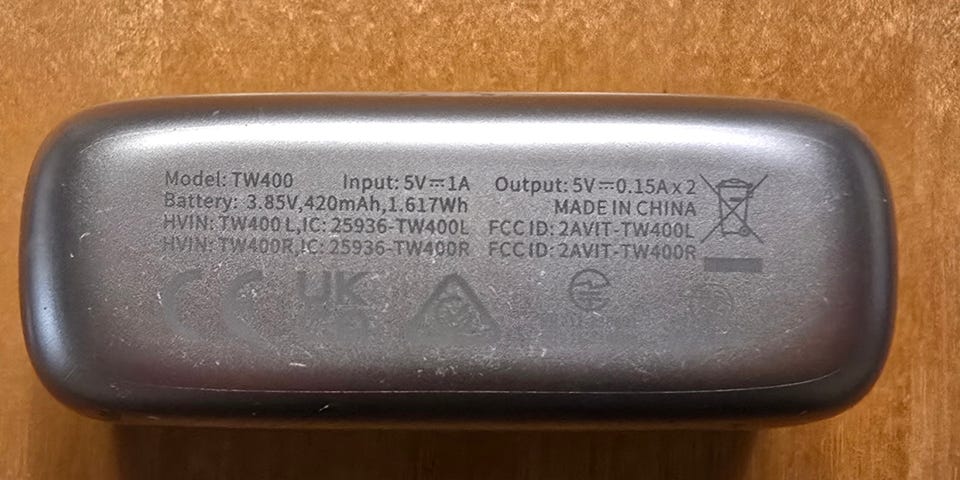 Model: TW400 Input: 5V⎓1A Output: 5V⎓0.15A x 2
Battery: 3.85V,420mAh,1.617Wh MADE IN CHINA
HVIN: TW400 L,IC: 25936-TW400L FCC ID: 2AVIT-TW400L
HVIN: TW400R,IC: 25936-TW400R FCC ID: 2AVIT-TW400R
CE UK